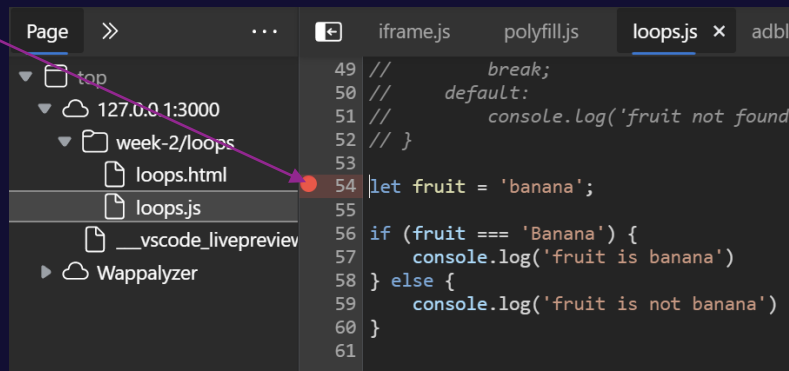 Page » ··· iframe.js polyfill.js loops.js × adbl
top
127.0.0.1:3000
week-2/loops
loops.html
loops.js
__vscode_livepreview
Wappalyzer
49 //         break;
50 //     default:
51 //         console.log('fruit not found
52 // }
53
54 let fruit = 'banana';
55
56 if (fruit === 'Banana') {
57     console.log('fruit is banana')
58 } else {
59     console.log('fruit is not banana')
60 }
61